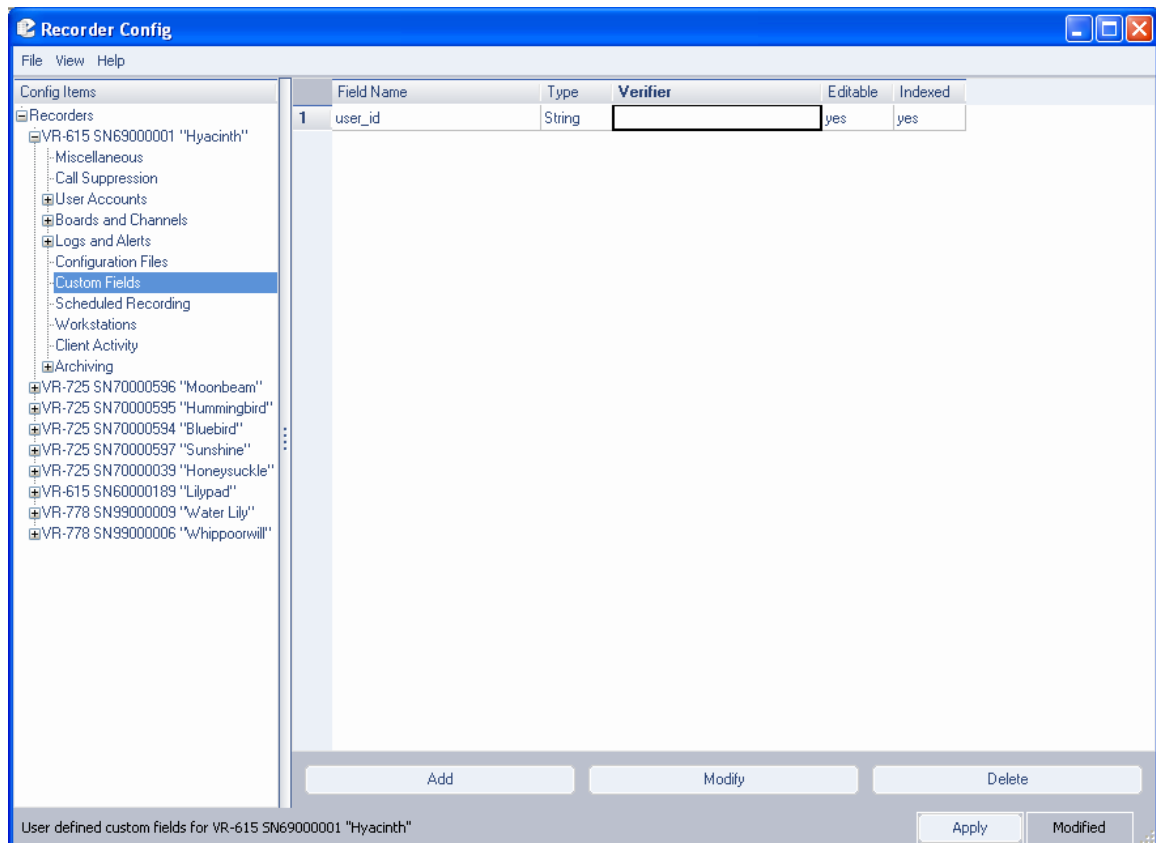 Recorder Config
File View Help
Config Items
Recorders
VR-615 SN69000001 "Hyacinth"
Miscellaneous
Call Suppression
User Accounts
Boards and Channels
Logs and Alerts
Configuration Files
Custom Fields
Scheduled Recording
Workstations
Client Activity
Archiving
VR-725 SN70000596 "Moonbeam"
VR-725 SN70000595 "Hummingbird"
VR-725 SN70000594 "Bluebird"
VR-725 SN70000597 "Sunshine"
VR-725 SN70000039 "Honeysuckle"
VR-615 SN60000189 "Lilypad"
VR-778 SN99000009 "Water Lily"
VR-778 SN99000006 "Whippoorwill"
Field Name Type Verifier Editable Indexed
1 user_id String yes yes
Add Modify Delete
User defined custom fields for VR-615 SN69000001 "Hyacinth"
Apply Modified